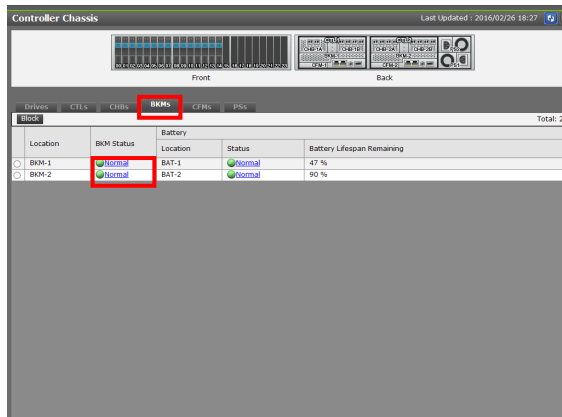 Controller Chassis
Last Updated : 2016/02/26 18:27
Front
Back
Drives CTLs CHBs BKMs CFMs PSs
Block
Total: 2
Location BKM Status Battery
Location Status Battery Lifespan Remaining
BKM-1 Normal BAT-1 Normal 47 %
BKM-2 Normal BAT-2 Normal 90 %